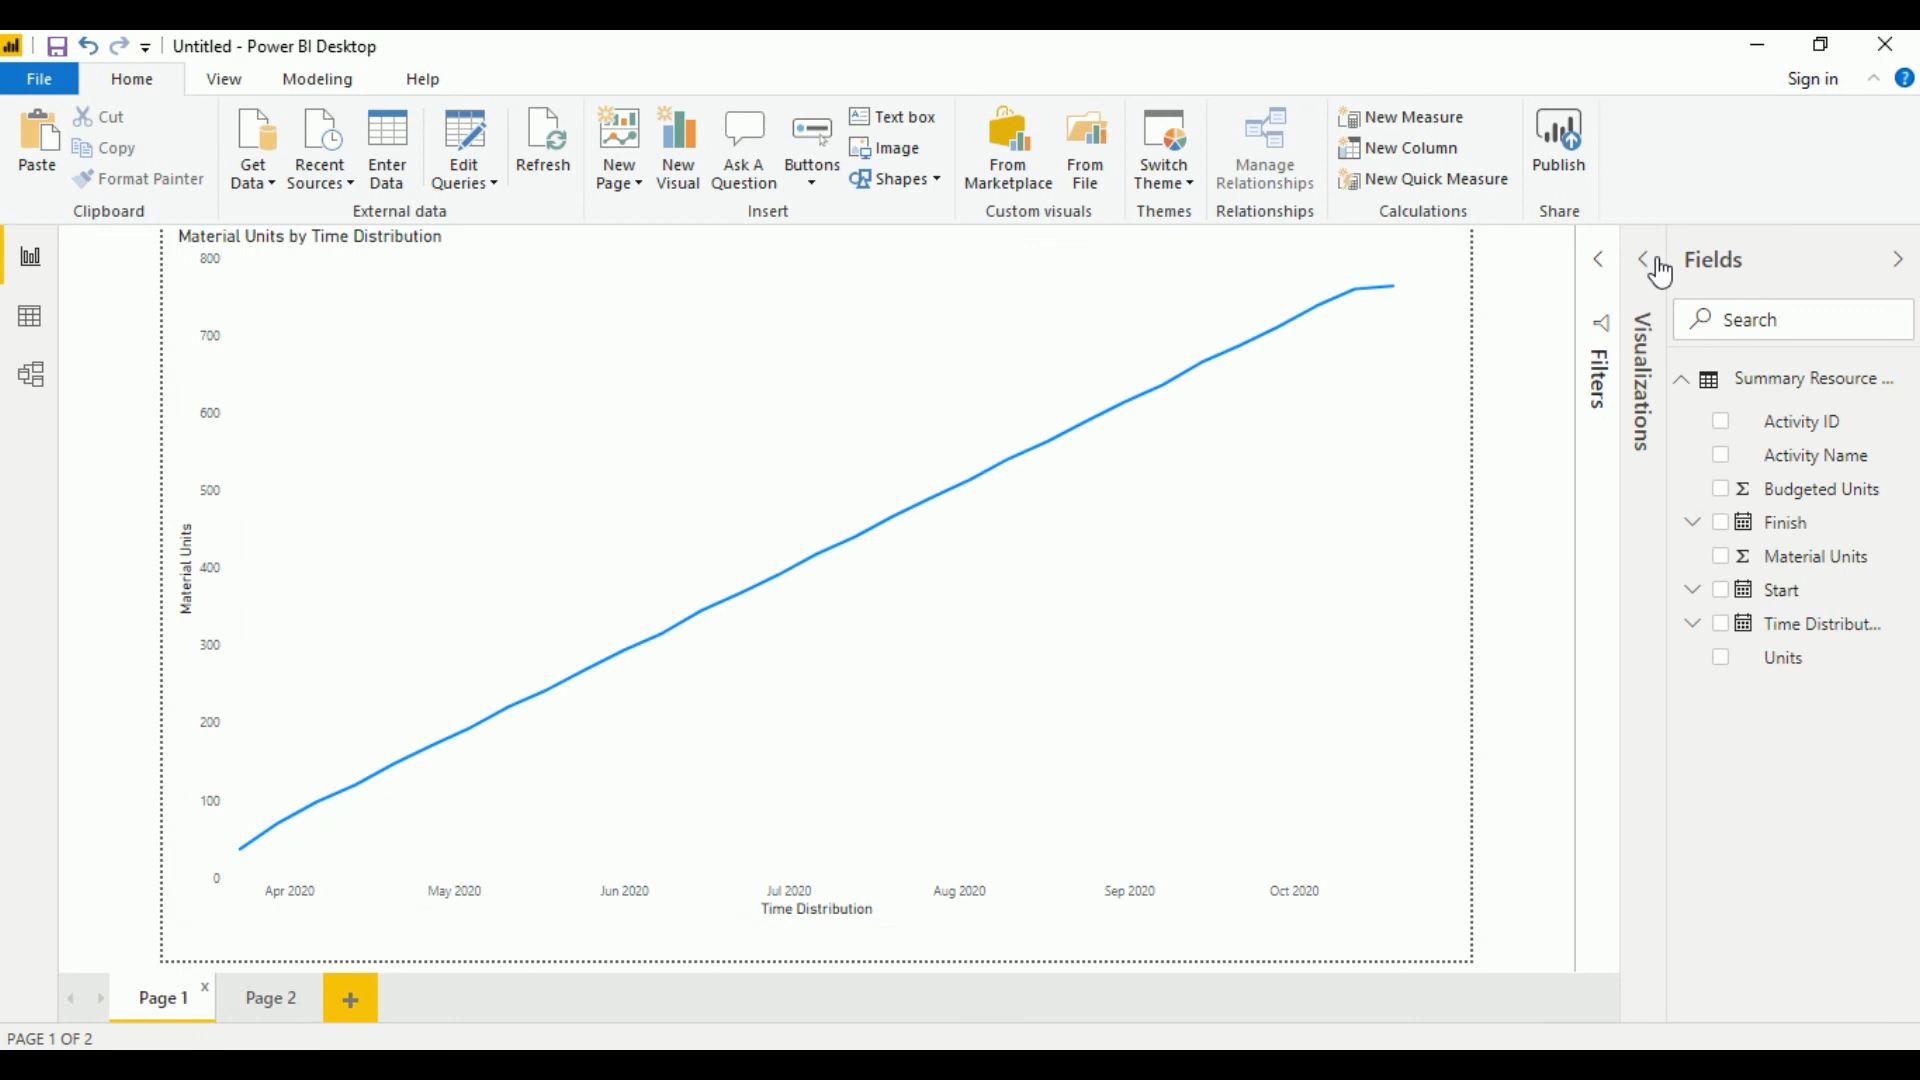 Untitled - Power BI Desktop
File
Home
View
Modeling
Help
Sign in
?
Paste
Cut
Copy
Format Painter
Clipboard
Get Data
Recent Sources
Enter Data
Edit Queries
Refresh
External data
New Page
New Visual
Ask A Question
Buttons
Text box
Image
Shapes
Insert
From Marketplace
From File
Custom visuals
Switch Theme
Themes
Manage Relationships
Relationships
New Measure
New Column
New Quick Measure
Calculations
Publish
Share
Material Units by Time Distribution
800
700
600
500
400
300
200
100
0
Material Units
Apr 2020
May 2020
Jun 2020
Jul 2020
Aug 2020
Sep 2020
Oct 2020
Time Distribution
Filters
Visualizations
Fields
Search
Summary Resource ...
Activity ID
Activity Name
Σ Budgeted Units
Finish
Σ Material Units
Start
Time Distribut...
Units
Page 1
x
Page 2
+
PAGE 1 OF 2